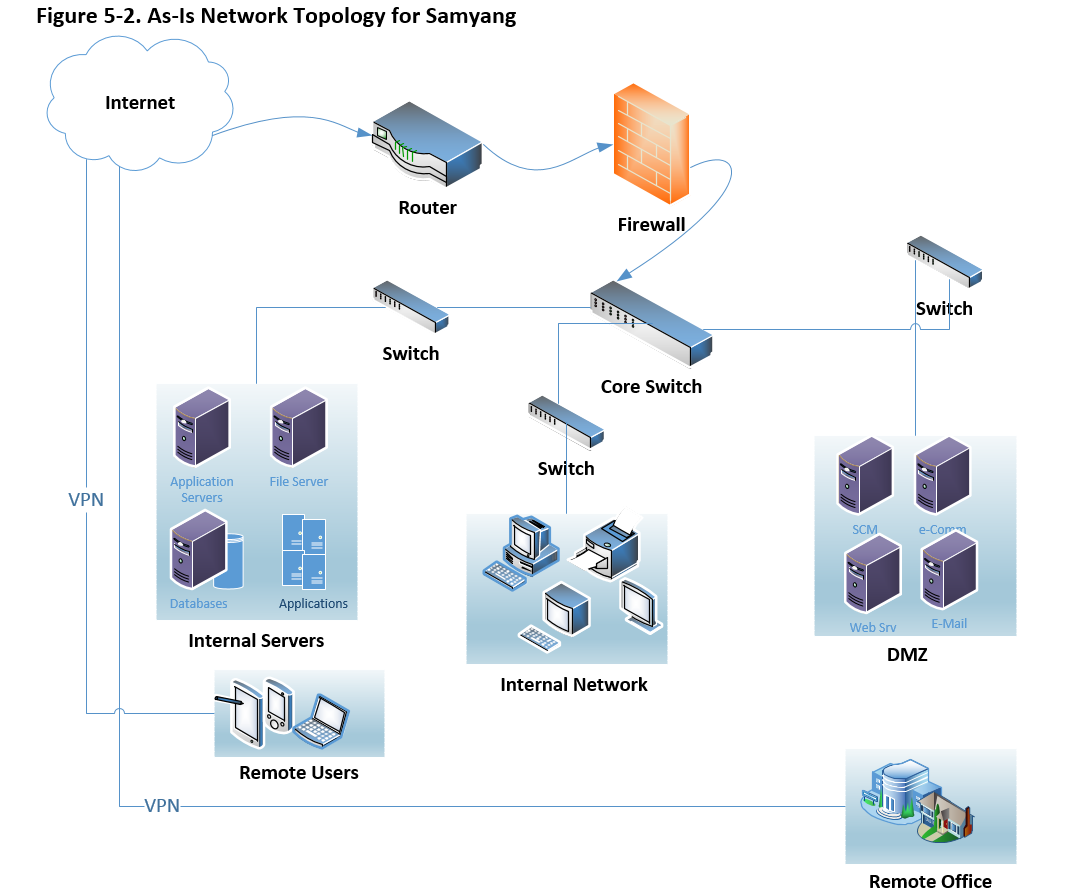 Figure 5-2. As-Is Network Topology for Samyang
Internet
Router
Firewall
Switch
Switch
Core Switch
Switch
Application
Servers
File Server
Databases
Applications
Internal Servers
VPN
Internal Network
SCM
e-Comm
Web Srv
E-Mail
DMZ
Remote Users
VPN
Remote Office